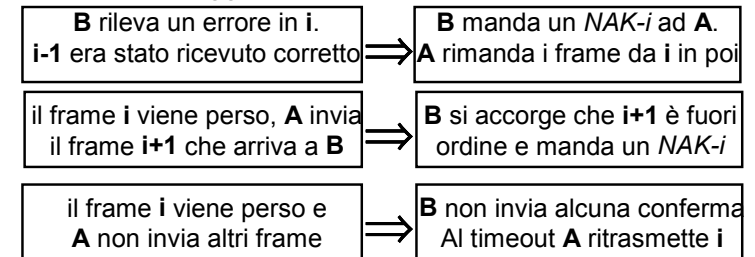 B rileva un errore in i.
i-1 era stato ricevuto corretto
B manda un NAK-i ad A.
A rimanda i frame da i in poi
il frame i viene perso, A invia
il frame i+1 che arriva a B
B si accorge che i+1 è fuori
ordine e manda un NAK-i
il frame i viene perso e
A non invia altri frame
B non invia alcuna conferma
Al timeout A ritrasmette i